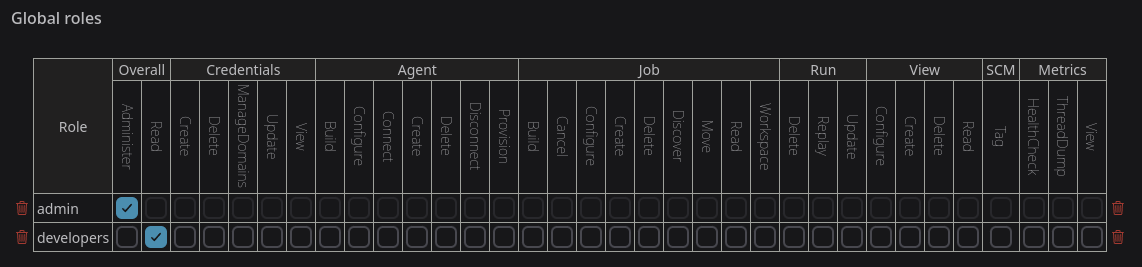 Global roles
Role Overall Credentials Agent Job Run View SCM Metrics
Administer Read Create Delete ManageDomains Update View Build Configure Connect Create Delete Disconnect Provision Build Cancel Configure Create Delete Discover Move Read Workspace Delete Replay Update Configure Create Delete Read Tag HealthCheck ThreadDump View
admin
developers